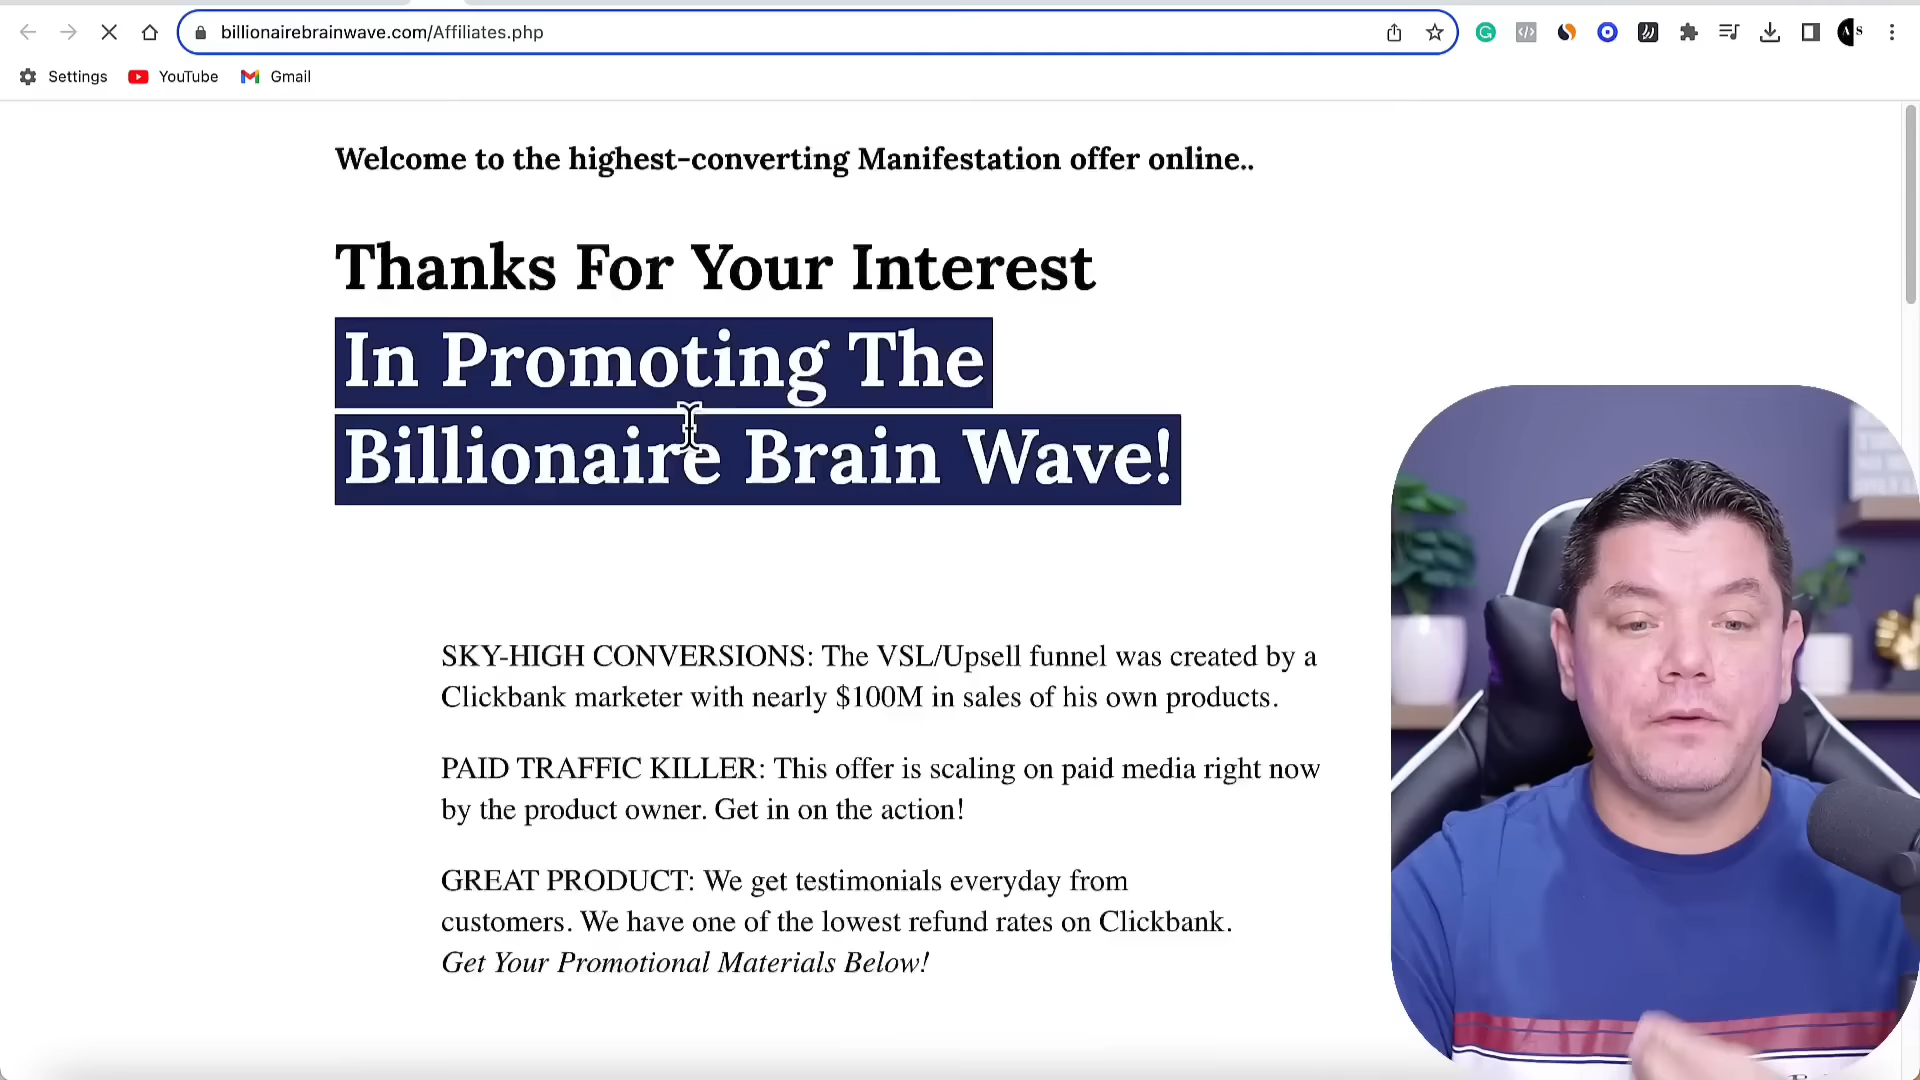 billionairebrainwave.com/Affiliates.php
Settings YouTube Gmail
Welcome to the highest-converting Manifestation offer online..
Thanks For Your Interest
In Promoting The
Billionaire Brain Wave!
SKY-HIGH CONVERSIONS: The VSL/Upsell funnel was created by a
Clickbank marketer with nearly $100M in sales of his own products.
PAID TRAFFIC KILLER: This offer is scaling on paid media right now
by the product owner. Get in on the action!
GREAT PRODUCT: We get testimonials everyday from
customers. We have one of the lowest refund rates on Clickbank.
Get Your Promotional Materials Below!